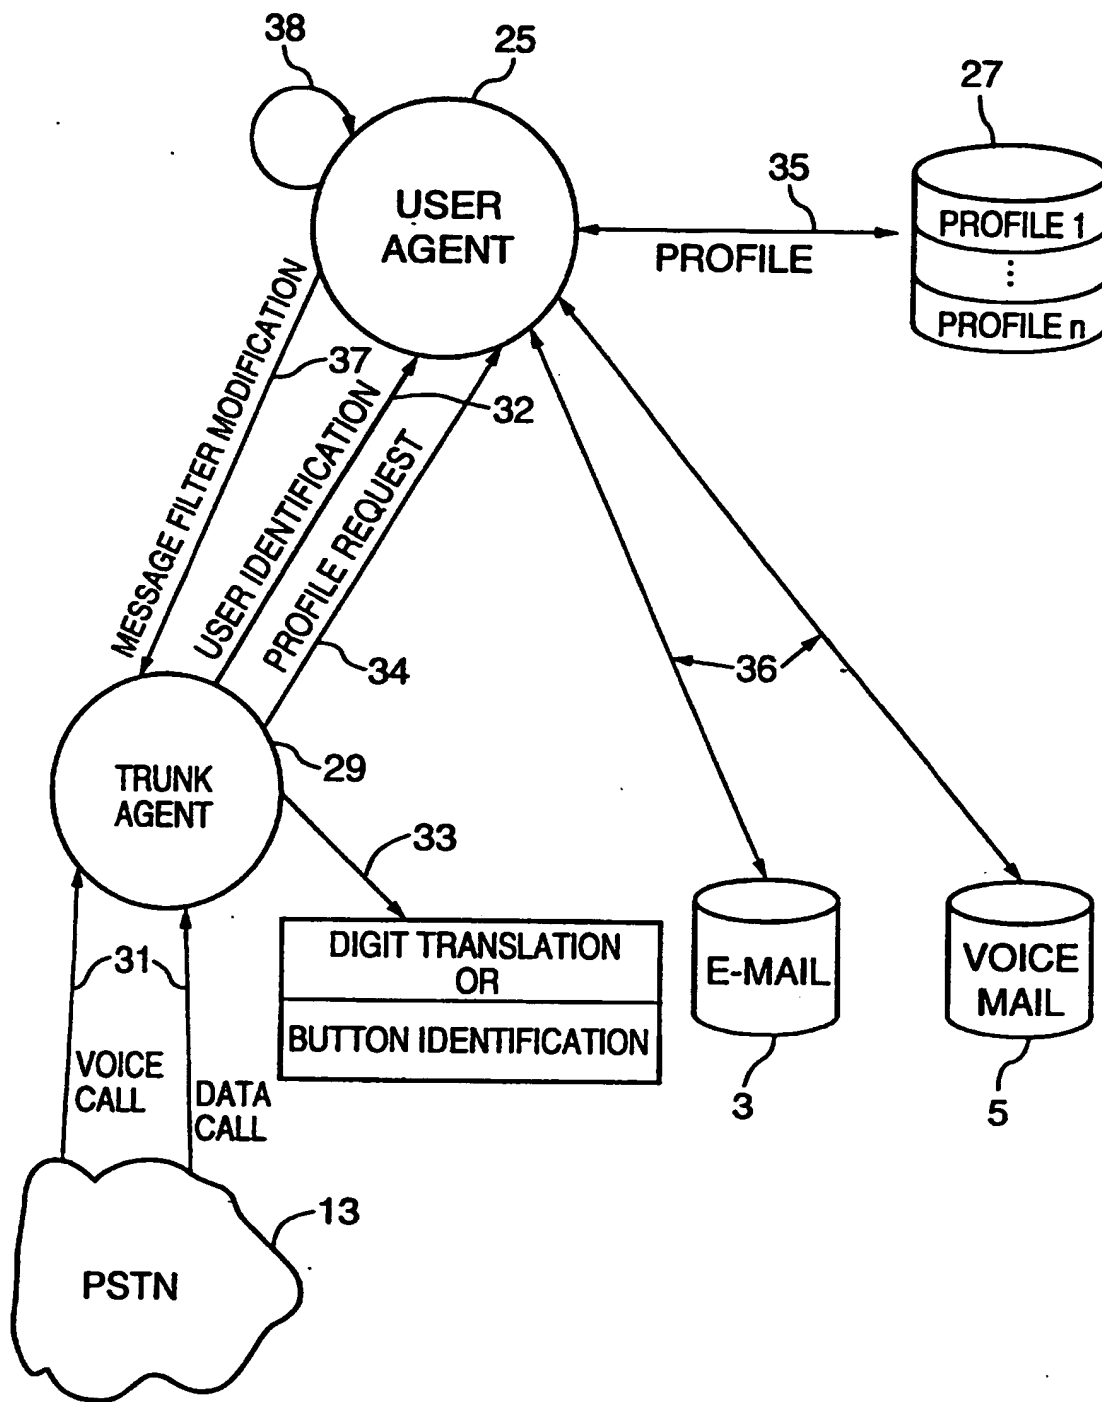 38
25
27
USER
AGENT
35
PROFILE
PROFILE 1
⋮
PROFILE n
MESSAGE FILTER MODIFICATION
37
USER IDENTIFICATION
32
PROFILE REQUEST
34
36
TRUNK
AGENT
29
33
31
DIGIT TRANSLATION
OR
BUTTON IDENTIFICATION
E-MAIL
VOICE
MAIL
3
5
VOICE
CALL
DATA
CALL
13
PSTN